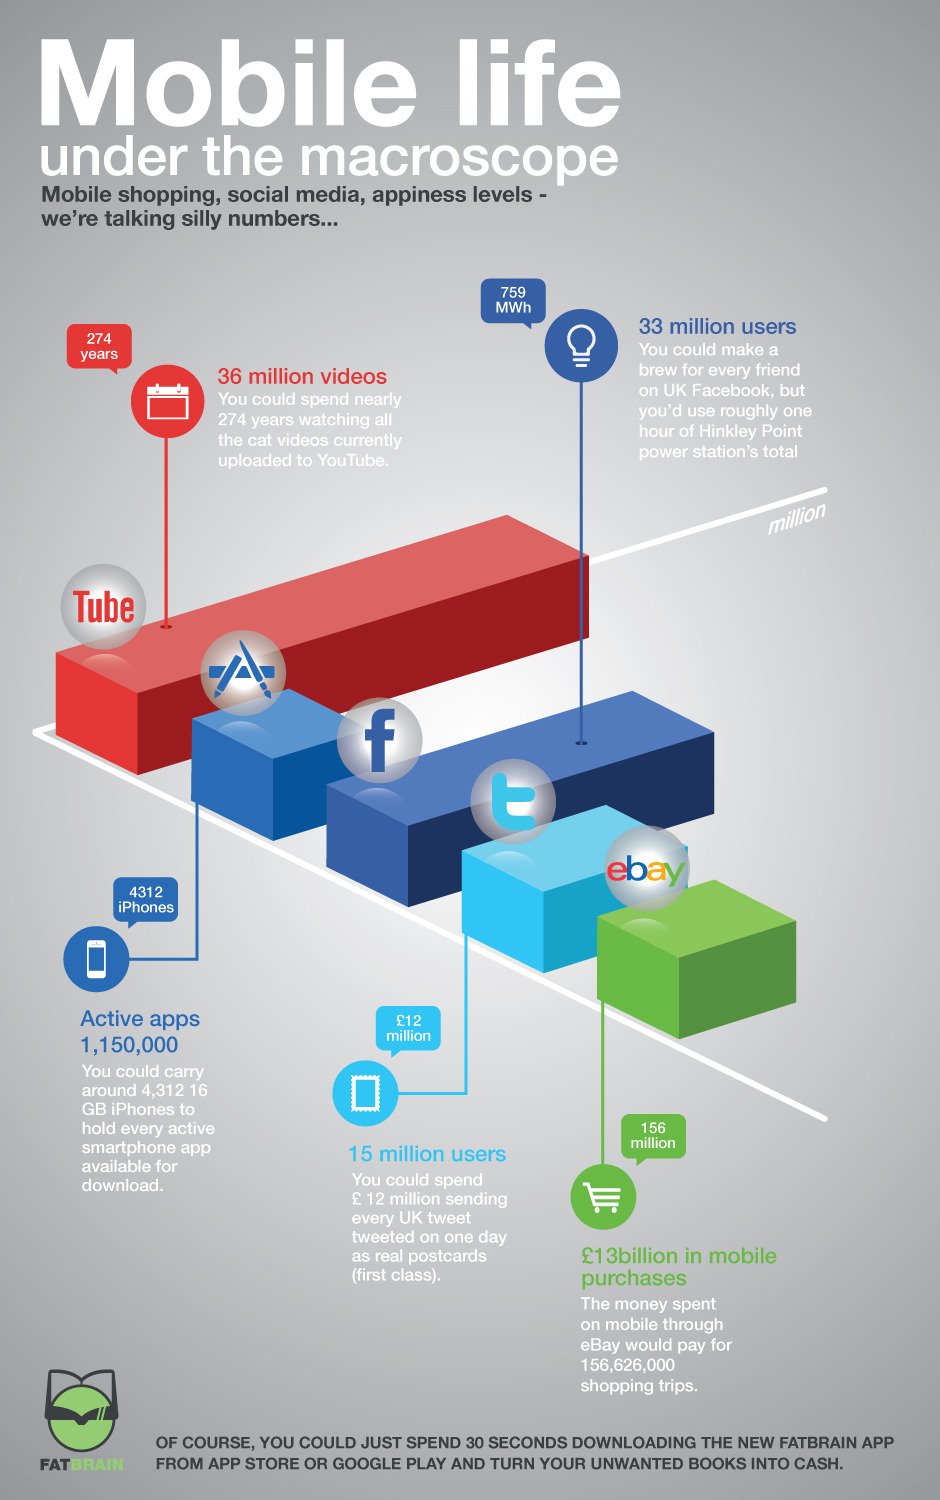 Mobile life
under the macroscope
Mobile shopping, social media, appiness levels -
we're talking silly numbers...
274
years
36 million videos
You could spend nearly
274 years watching all
the cat videos currently
uploaded to YouTube.
759
MWh
33 million users
You could make a
brew for every friend
on UK Facebook, but
you'd use roughly one
hour of Hinkley Point
power station's total
million
Tube
f
t
ebay
4312
iPhones
Active apps
1,150,000
You could carry
around 4,312 16
GB iPhones to
hold every active
smartphone app
available for
download.
£12
million
15 million users
You could spend
£ 12 million sending
every UK tweet
tweeted on one day
as real postcards
(first class).
156
million
£13billion in mobile
purchases
The money spent
on mobile through
eBay would pay for
156,626,000
shopping trips.
FATBRAIN
OF COURSE, YOU COULD JUST SPEND 30 SECONDS DOWNLOADING THE NEW FATBRAIN APP
FROM APP STORE OR GOOGLE PLAY AND TURN YOUR UNWANTED BOOKS INTO CASH.